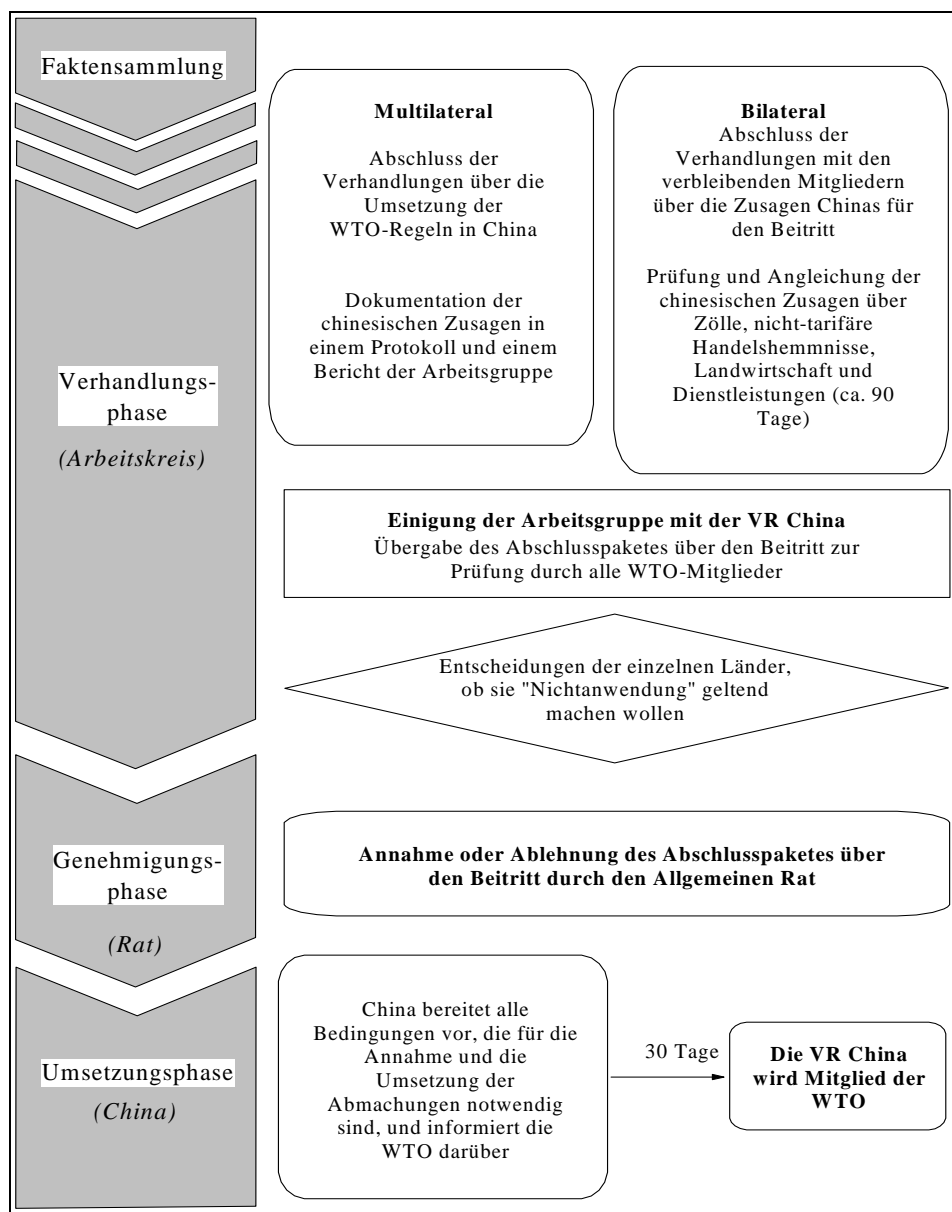 Faktensammlung
Multilateral
Abschluss der
Verhandlungen über die
Umsetzung der
WTO-Regeln in China
Dokumentation der
chinesischen Zusagen in
einem Protokoll und einem
Bericht der Arbeitsgruppe
Bilateral
Abschluss der
Verhandlungen mit den
verbleibenden Mitgliedern
über die Zusagen Chinas für
den Beitritt
Prüfung und Angleichung der
chinesischen Zusagen über
Zölle, nicht-tarifäre
Handelshemmnisse,
Landwirtschaft und
Dienstleistungen (ca. 90
Tage)
Verhandlungs-
phase
(Arbeitskreis)
Einigung der Arbeitsgruppe mit der VR China
Übergabe des Abschlusspaketes über den Beitritt zur
Prüfung durch alle WTO-Mitglieder
Entscheidungen der einzelnen Länder,
ob sie "Nichtanwendung" geltend
machen wollen
Genehmigungs-
phase
(Rat)
Annahme oder Ablehnung des Abschlusspaketes über
den Beitritt durch den Allgemeinen Rat
Umsetzungsphase
(China)
China bereitet alle
Bedingungen vor, die für die
Annahme und die
Umsetzung der
Abmachungen notwendig
sind, und informiert die
WTO darüber
30 Tage
Die VR China
wird Mitglied der
WTO